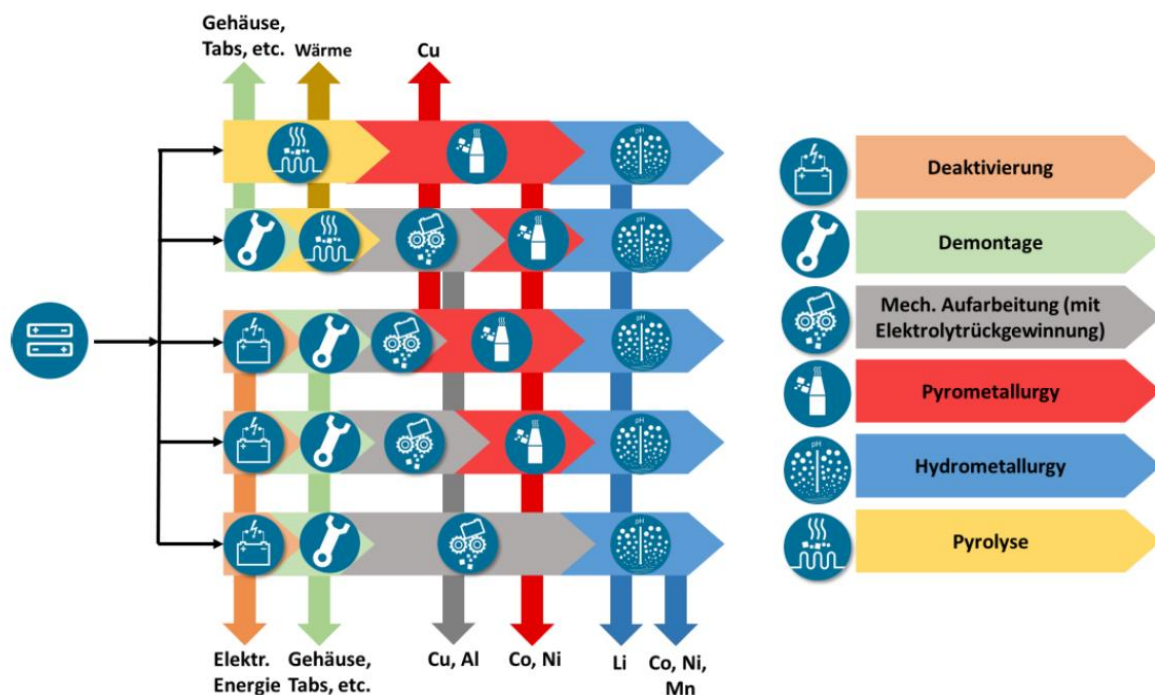 Gehäuse,
Tabs, etc.
Wärme
Cu
Deaktivierung
Demontage
Mech. Aufarbeitung (mit
Elektrolytrückgewinnung)
Pyrometallurgy
Hydrometallurgy
Pyrolyse
Elektr.
Energie
Gehäuse,
Tabs, etc.
Cu, Al
Co, Ni
Li
Co, Ni,
Mn